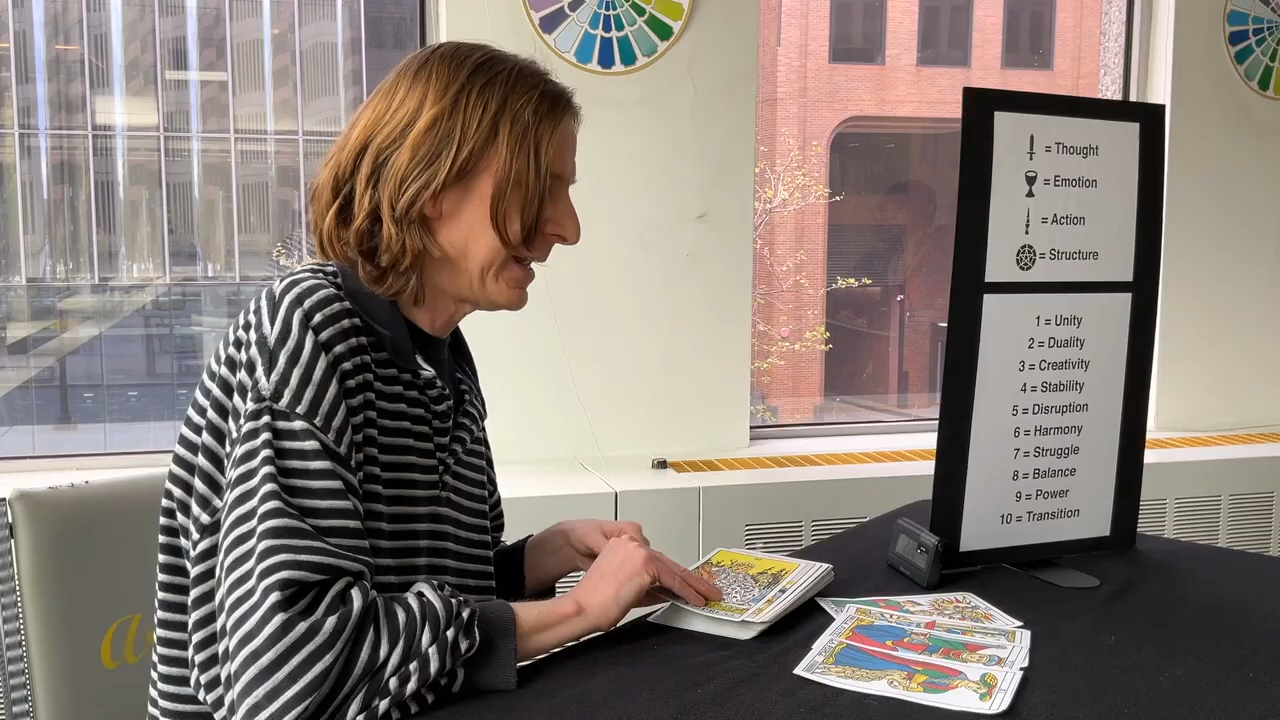 = Thought
= Emotion
= Action
= Structure
1 = Unity
2 = Duality
3 = Creativity
4 = Stability
5 = Disruption
6 = Harmony
7 = Struggle
8 = Balance
9 = Power
10 = Transition